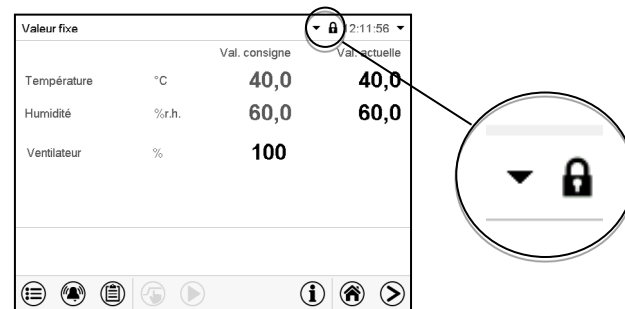 Valeur fixe 12:11:56
Val. consigne Val. actuelle
Température °C 40,0 40,0
Humidité %r.h. 60,0 60,0
Ventilateur % 100